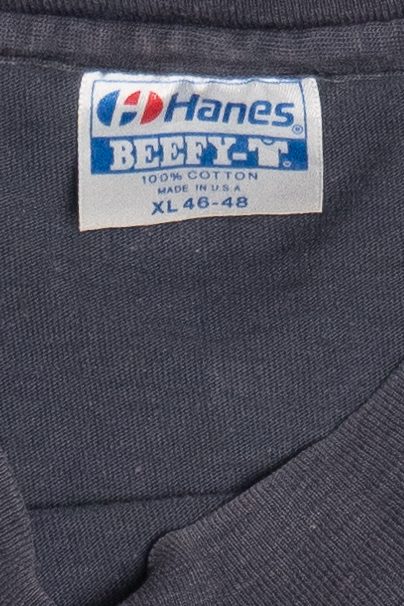 Hanes®
BEEFY-T®
100% COTTON
MADE IN U.S.A
XL 46-48